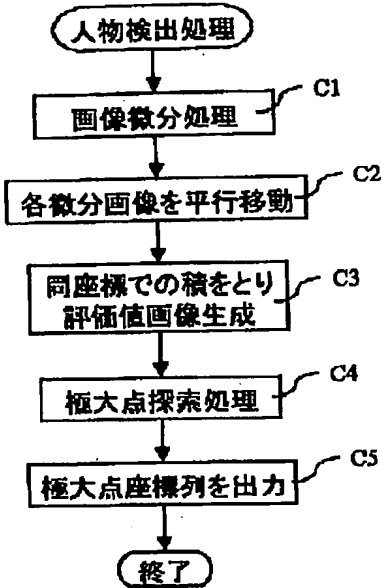 人物検出処理
C1
画像微分処理
C2
各微分画像を平行移動
C3
同座標での積をとり
評価値画像生成
C4
極大点探索処理
C5
極大点座標列を出力
終了